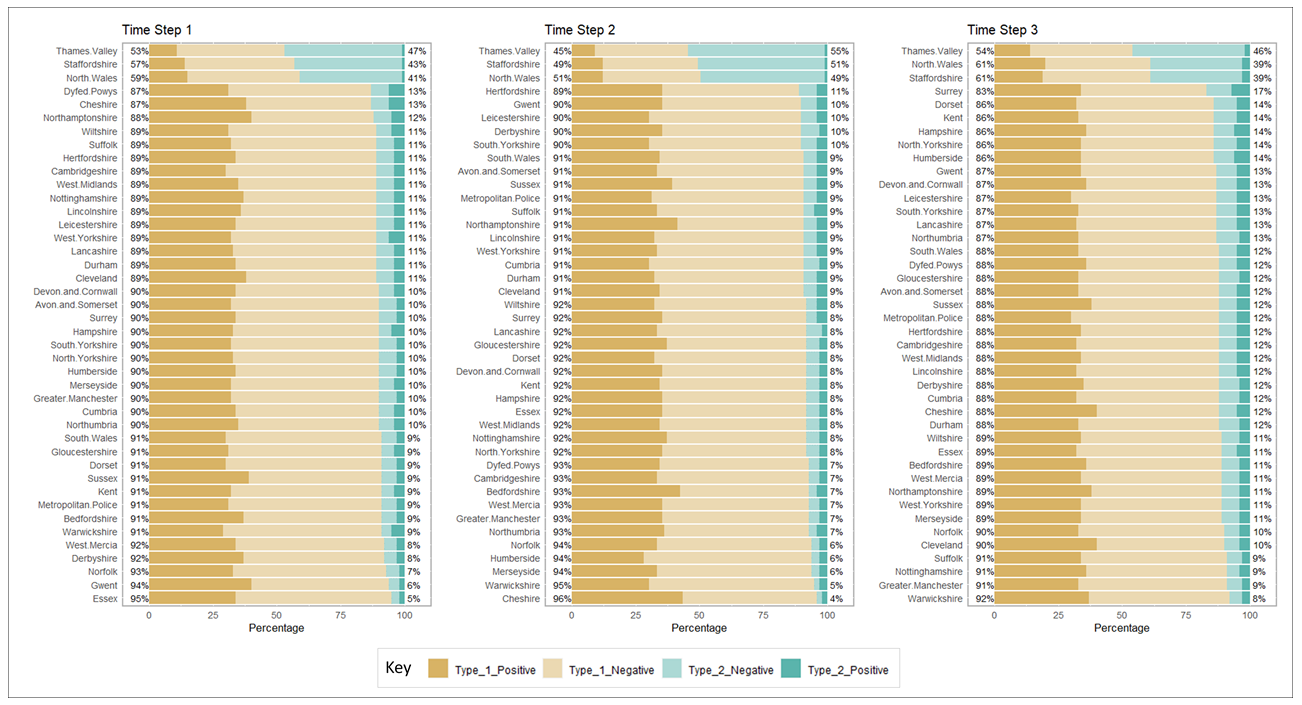 Time Step 1
Thames.Valley 53% 47%
Staffordshire 57% 43%
North.Wales 59% 41%
Dyfed.Powys 87% 13%
Cheshire 87% 13%
Northamptonshire 88% 12%
Wiltshire 89% 11%
Suffolk 89% 11%
Hertfordshire 89% 11%
Cambridgeshire 89% 11%
West.Midlands 89% 11%
Nottinghamshire 89% 11%
Lincolnshire 89% 11%
Leicestershire 89% 11%
West.Yorkshire 89% 11%
Lancashire 89% 11%
Durham 89% 11%
Cleveland 89% 11%
Devon.and.Cornwall 90% 10%
Avon.and.Somerset 90% 10%
Surrey 90% 10%
Hampshire 90% 10%
South.Yorkshire 90% 10%
North.Yorkshire 90% 10%
Humberside 90% 10%
Merseyside 90% 10%
Greater.Manchester 90% 10%
Cumbria 90% 10%
Northumbria 90% 10%
South.Wales 91% 9%
Gloucestershire 91% 9%
Dorset 91% 9%
Sussex 91% 9%
Kent 91% 9%
Metropolitan.Police 91% 9%
Bedfordshire 91% 9%
Warwickshire 91% 9%
West.Mercia 92% 8%
Derbyshire 92% 8%
Norfolk 93% 7%
Gwent 94% 6%
Essex 95% 5%
0 25 50 75 100
Percentage
Time Step 2
Thames.Valley 45% 55%
Staffordshire 49% 51%
North.Wales 51% 49%
Hertfordshire 89% 11%
Gwent 90% 10%
Leicestershire 90% 10%
Derbyshire 90% 10%
South.Yorkshire 90% 10%
South.Wales 91% 9%
Avon.and.Somerset 91% 9%
Sussex 91% 9%
Metropolitan.Police 91% 9%
Suffolk 91% 9%
Northamptonshire 91% 9%
Lincolnshire 91% 9%
West.Yorkshire 91% 9%
Cumbria 91% 9%
Durham 91% 9%
Cleveland 91% 9%
Wiltshire 92% 8%
Surrey 92% 8%
Lancashire 92% 8%
Gloucestershire 92% 8%
Dorset 92% 8%
Devon.and.Cornwall 92% 8%
Kent 92% 8%
Hampshire 92% 8%
Essex 92% 8%
West.Midlands 92% 8%
Nottinghamshire 92% 8%
North.Yorkshire 92% 8%
Dyfed.Powys 93% 7%
Cambridgeshire 93% 7%
Bedfordshire 93% 7%
West.Mercia 93% 7%
Greater.Manchester 93% 7%
Northumbria 93% 7%
Norfolk 94% 6%
Humberside 94% 6%
Merseyside 94% 6%
Warwickshire 95% 5%
Cheshire 96% 4%
0 25 50 75 100
Percentage
Time Step 3
Thames.Valley 54% 46%
North.Wales 61% 39%
Staffordshire 61% 39%
Surrey 83% 17%
Dorset 86% 14%
Kent 86% 14%
Hampshire 86% 14%
North.Yorkshire 86% 14%
Humberside 86% 14%
Gwent 87% 13%
Devon.and.Cornwall 87% 13%
Leicestershire 87% 13%
South.Yorkshire 87% 13%
Lancashire 87% 13%
Northumbria 87% 13%
South.Wales 88% 12%
Dyfed.Powys 88% 12%
Gloucestershire 88% 12%
Avon.and.Somerset 88% 12%
Sussex 88% 12%
Metropolitan.Police 88% 12%
Hertfordshire 88% 12%
Cambridgeshire 88% 12%
West.Midlands 88% 12%
Lincolnshire 88% 12%
Derbyshire 88% 12%
Cumbria 88% 12%
Cheshire 88% 12%
Durham 88% 12%
Wiltshire 89% 11%
Essex 89% 11%
Bedfordshire 89% 11%
West.Mercia 89% 11%
Northamptonshire 89% 11%
West.Yorkshire 89% 11%
Merseyside 89% 11%
Norfolk 90% 10%
Cleveland 90% 10%
Suffolk 91% 9%
Nottinghamshire 91% 9%
Greater.Manchester 91% 9%
Warwickshire 92% 8%
0 25 50 75 100
Percentage
Key Type_1_Positive Type_1_Negative Type_2_Negative Type_2_Positive